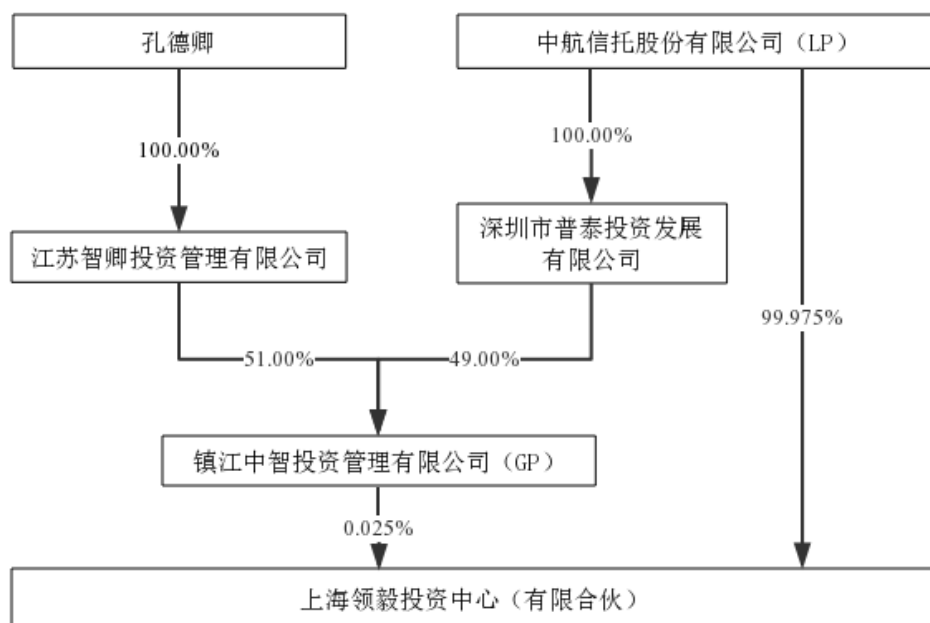 孔德卿
中航信托股份有限公司（LP）
100.00%
100.00%
江苏智卿投资管理有限公司
深圳市普泰投资发展
有限公司
99.975%
51.00%
49.00%
镇江中智投资管理有限公司（GP）
0.025%
上海领毅投资中心（有限合伙）